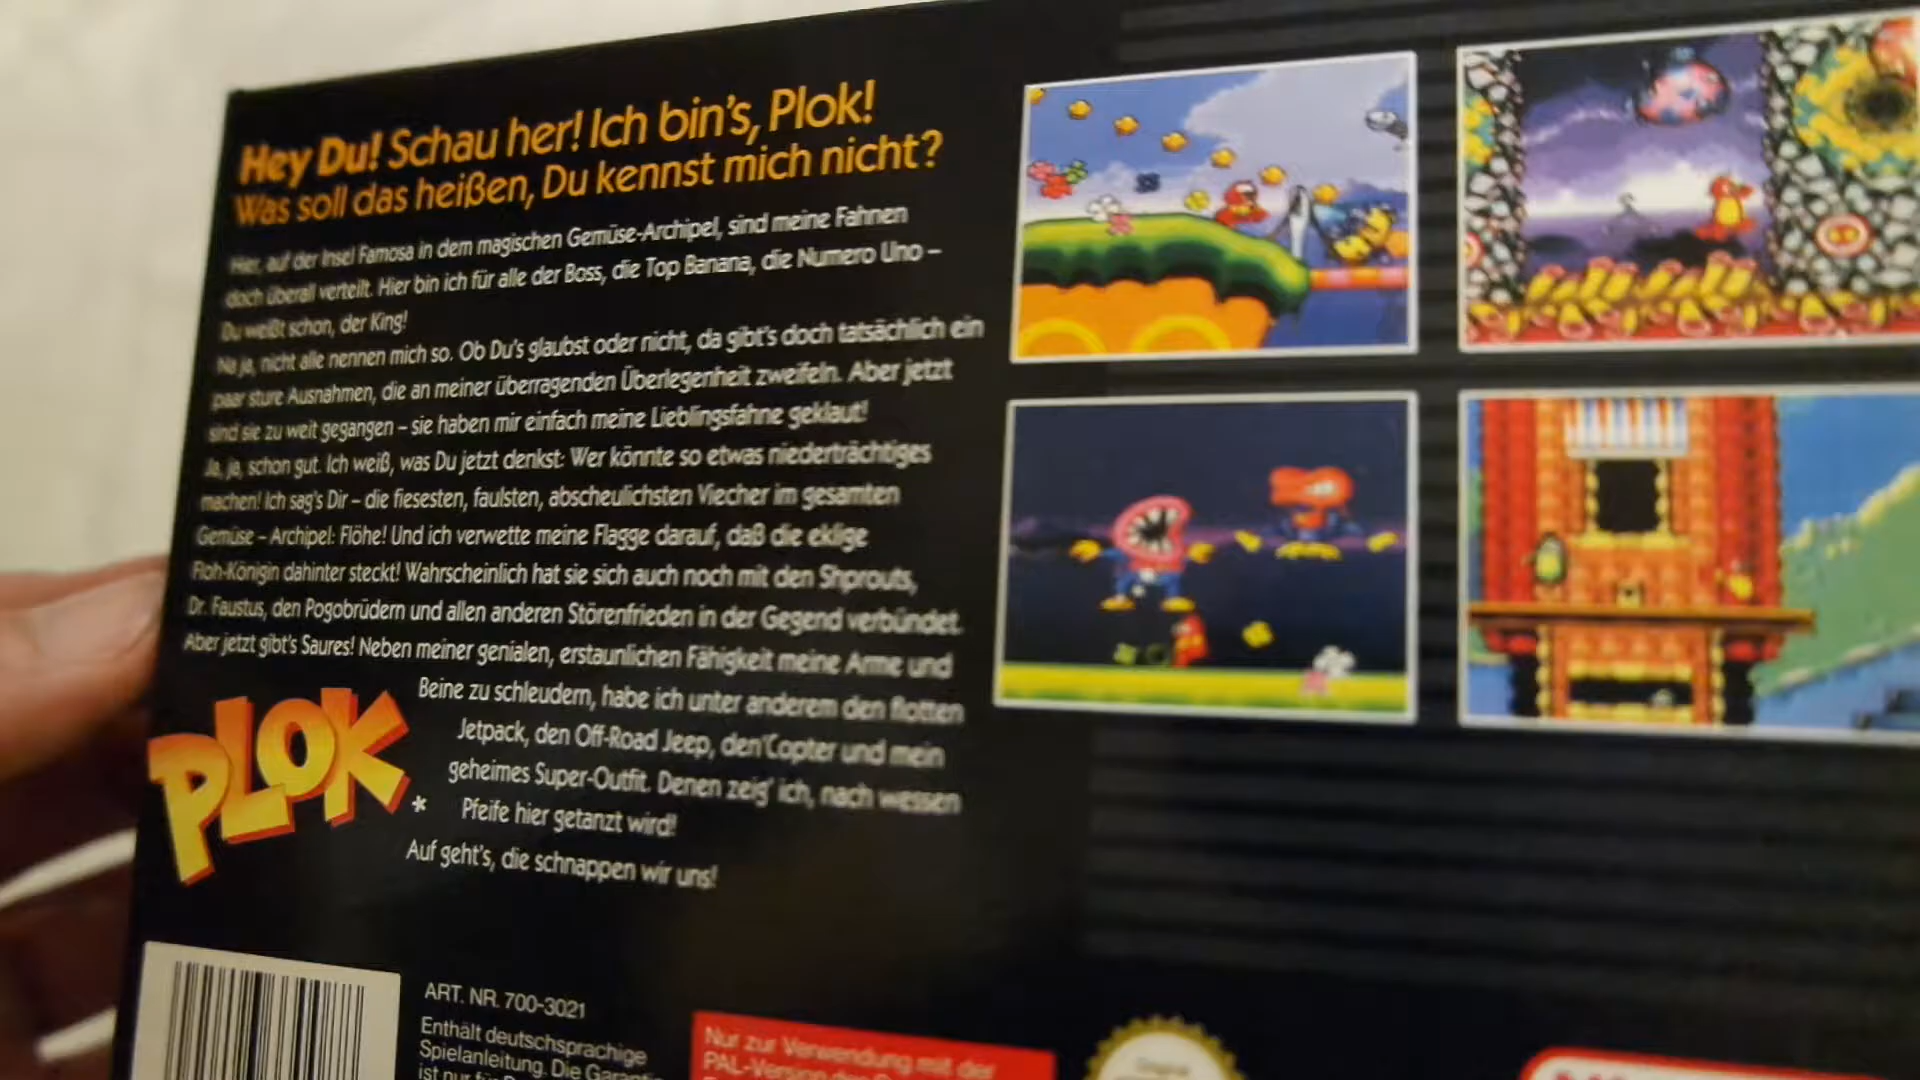 Hey Du! Schau her! Ich bin's, Plok!
Was soll das heißen, Du kennst mich nicht?
Hier, auf der Insel Famosa in dem magischen Gemüse-Archipel, sind meine Fahnen
doch überall verteilt. Hier bin ich für alle der Boss, die Top Banana, die Numero Uno –
Du weißt schon, der King!
Na ja, nicht alle nennen mich so. Ob Du's glaubst oder nicht, da gibt's doch tatsächlich ein
paar sture Ausnahmen, die an meiner überragenden Überlegenheit zweifeln. Aber jetzt
sind sie zu weit gegangen – sie haben mir einfach meine Lieblingsfahne geklaut!
Ja, ja, schon gut. Ich weiß, was Du jetzt denkst: Wer könnte so etwas niederträchtiges
machen! Ich sag's Dir – die fiesesten, faulsten, abscheulichsten Viecher im gesamten
Gemüse – Archipel: Flöhe! Und ich verwette meine Flagge darauf, daß die eklige
Floh-Königin dahinter steckt! Wahrscheinlich hat sie sich auch noch mit den Shprouts,
Dr. Faustus, den Pogobrüdern und allen anderen Störenfrieden in der Gegend verbündet.
Aber jetzt gibt's Saures! Neben meiner genialen, erstaunlichen Fähigkeit meine Arme und
Beine zu schleudern, habe ich unter anderem den flotten
Jetpack, den Off-Road Jeep, den 'Copter und mein
geheimes Super-Outfit. Denen zeig' ich, nach wessen
Pfeife hier getanzt wird!
Auf geht's, die schnappen wir uns!
PLOK
*
ART. NR. 700-3021
Enthält deutschsprachige
Spielanleitung. Die Garantie
ist nur für
Nur zur Verwendung mit der
PAL-Version des
Original